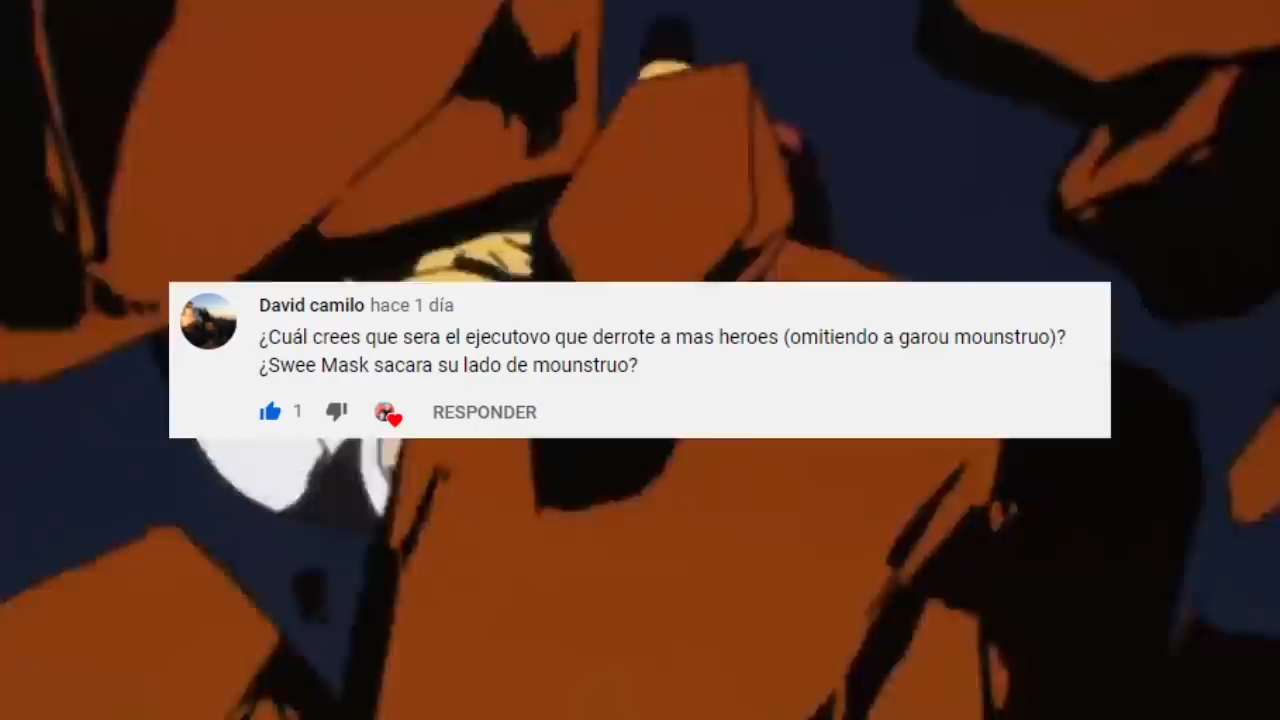 David camilo hace 1 día
¿Cuál crees que sera el ejecutovo que derrote a mas heroes (omitiendo a garou mounstruo)?
¿Swee Mask sacara su lado de mounstruo?
1 RESPONDER